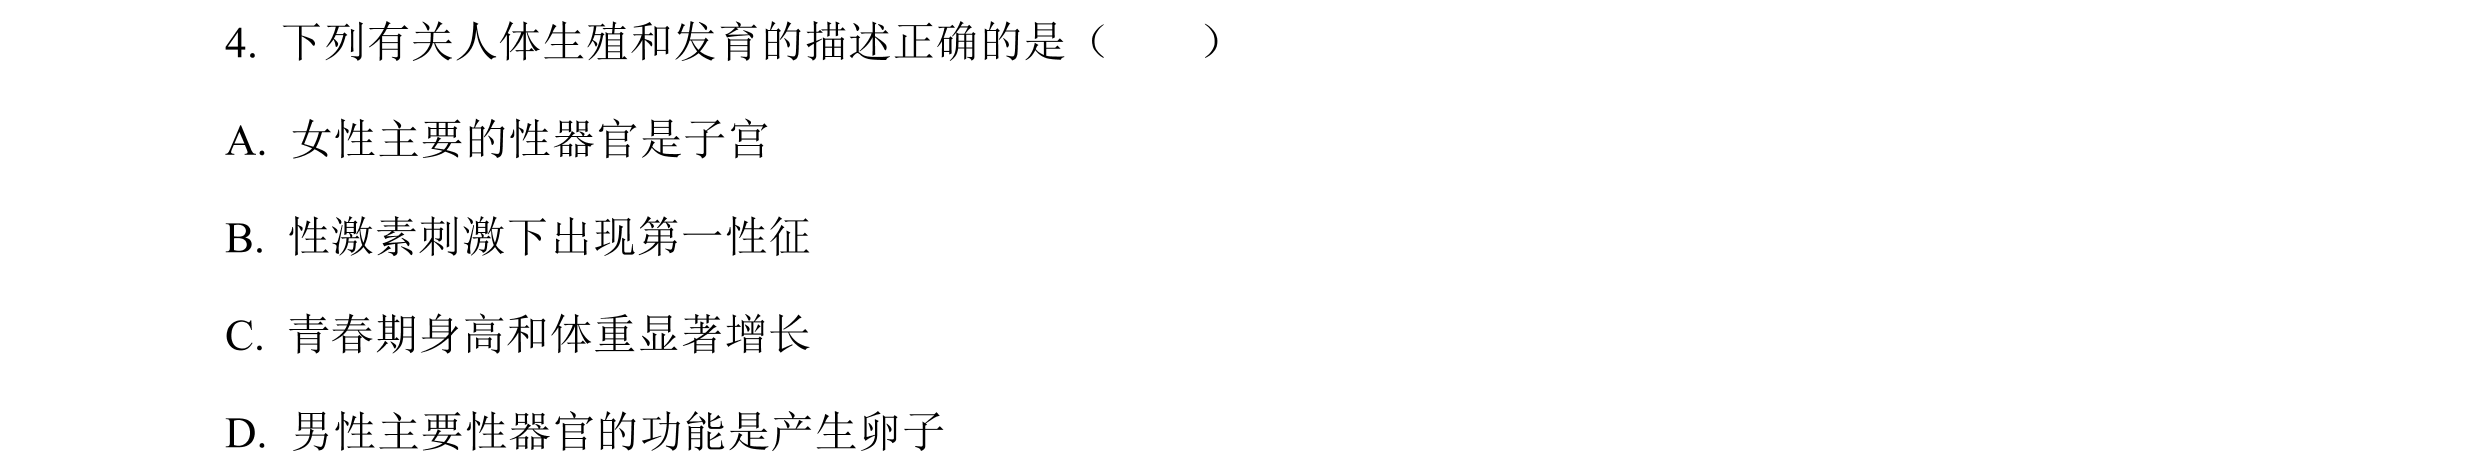 4. 下列有关人体生殖和发育的描述正确的是（　　）
A. 女性主要的性器官是子宫
B. 性激素刺激下出现第一性征
C. 青春期身高和体重显著增长
D. 男性主要性器官的功能是产生卵子